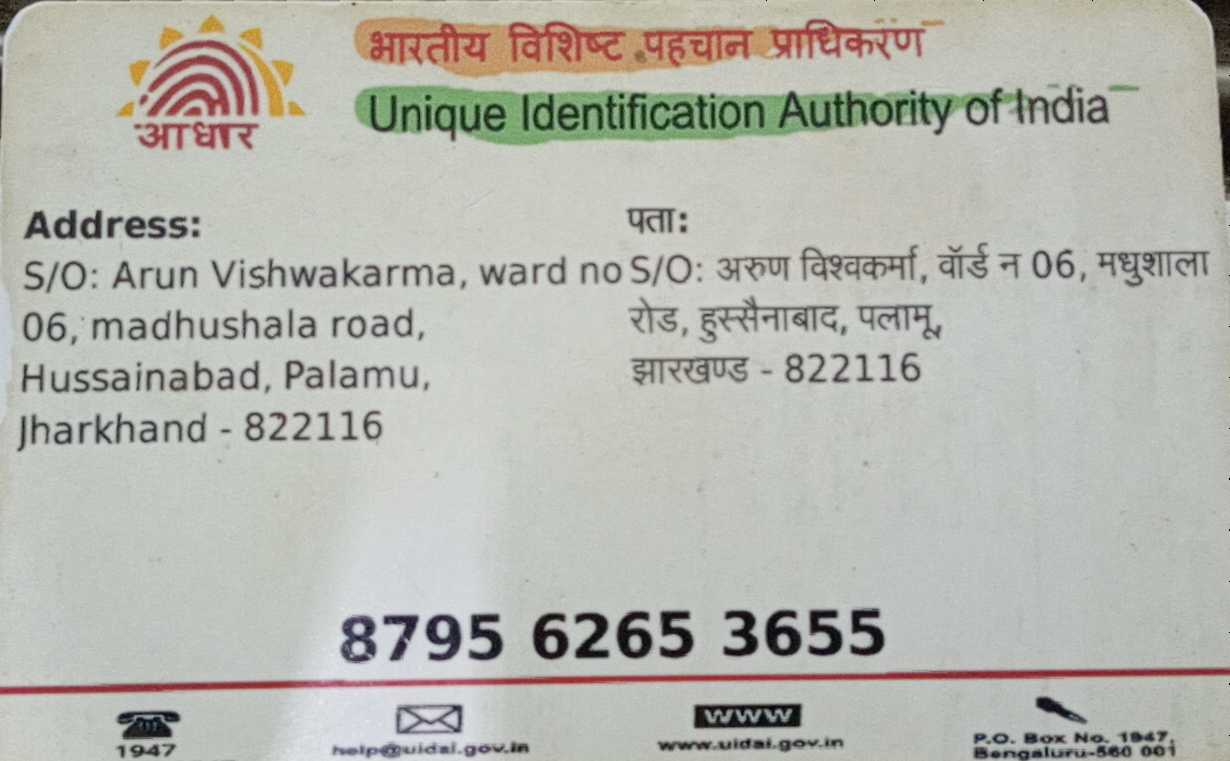 भारतीय विशिष्ट पहचान प्राधिकरण
Unique Identification Authority of India
आधार
Address:
S/O: Arun Vishwakarma, ward no
06, madhushala road,
Hussainabad, Palamu,
Jharkhand - 822116
पता:
S/O: अरुण विश्वकर्मा, वॉर्ड न 06, मधुशाला
रोड, हुस्सैनाबाद, पलामू,
झारखण्ड - 822116
8795 6265 3655
1947
help@uidai.gov.in
www
www.uidai.gov.in
P.O. Box No. 1947,
Bengaluru-560 001